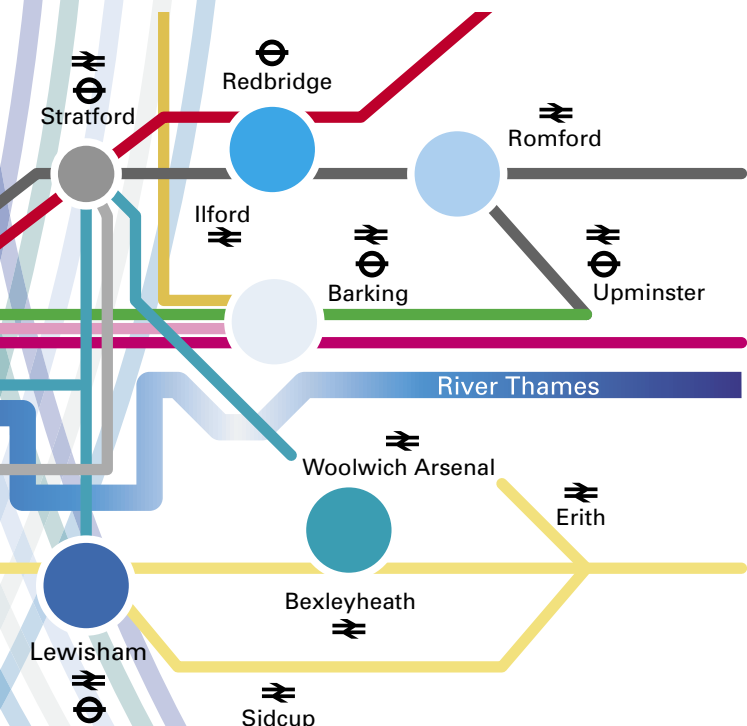 Redbridge
Stratford
Romford
Ilford
Barking
Upminster
River Thames
Woolwich Arsenal
Erith
Bexleyheath
Lewisham
Sidcup